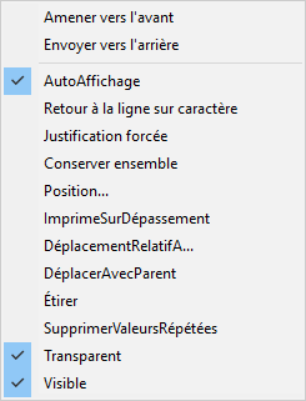 Amener vers l'avant
Envoyer vers l'arrière
AutoAffichage
Retour à la ligne sur caractère
Justification forcée
Conserver ensemble
Position...
ImprimeSurDépassement
DéplacementRelatifA...
DéplacerAvecParent
Étirer
SupprimerValeursRépétées
Transparent
Visible